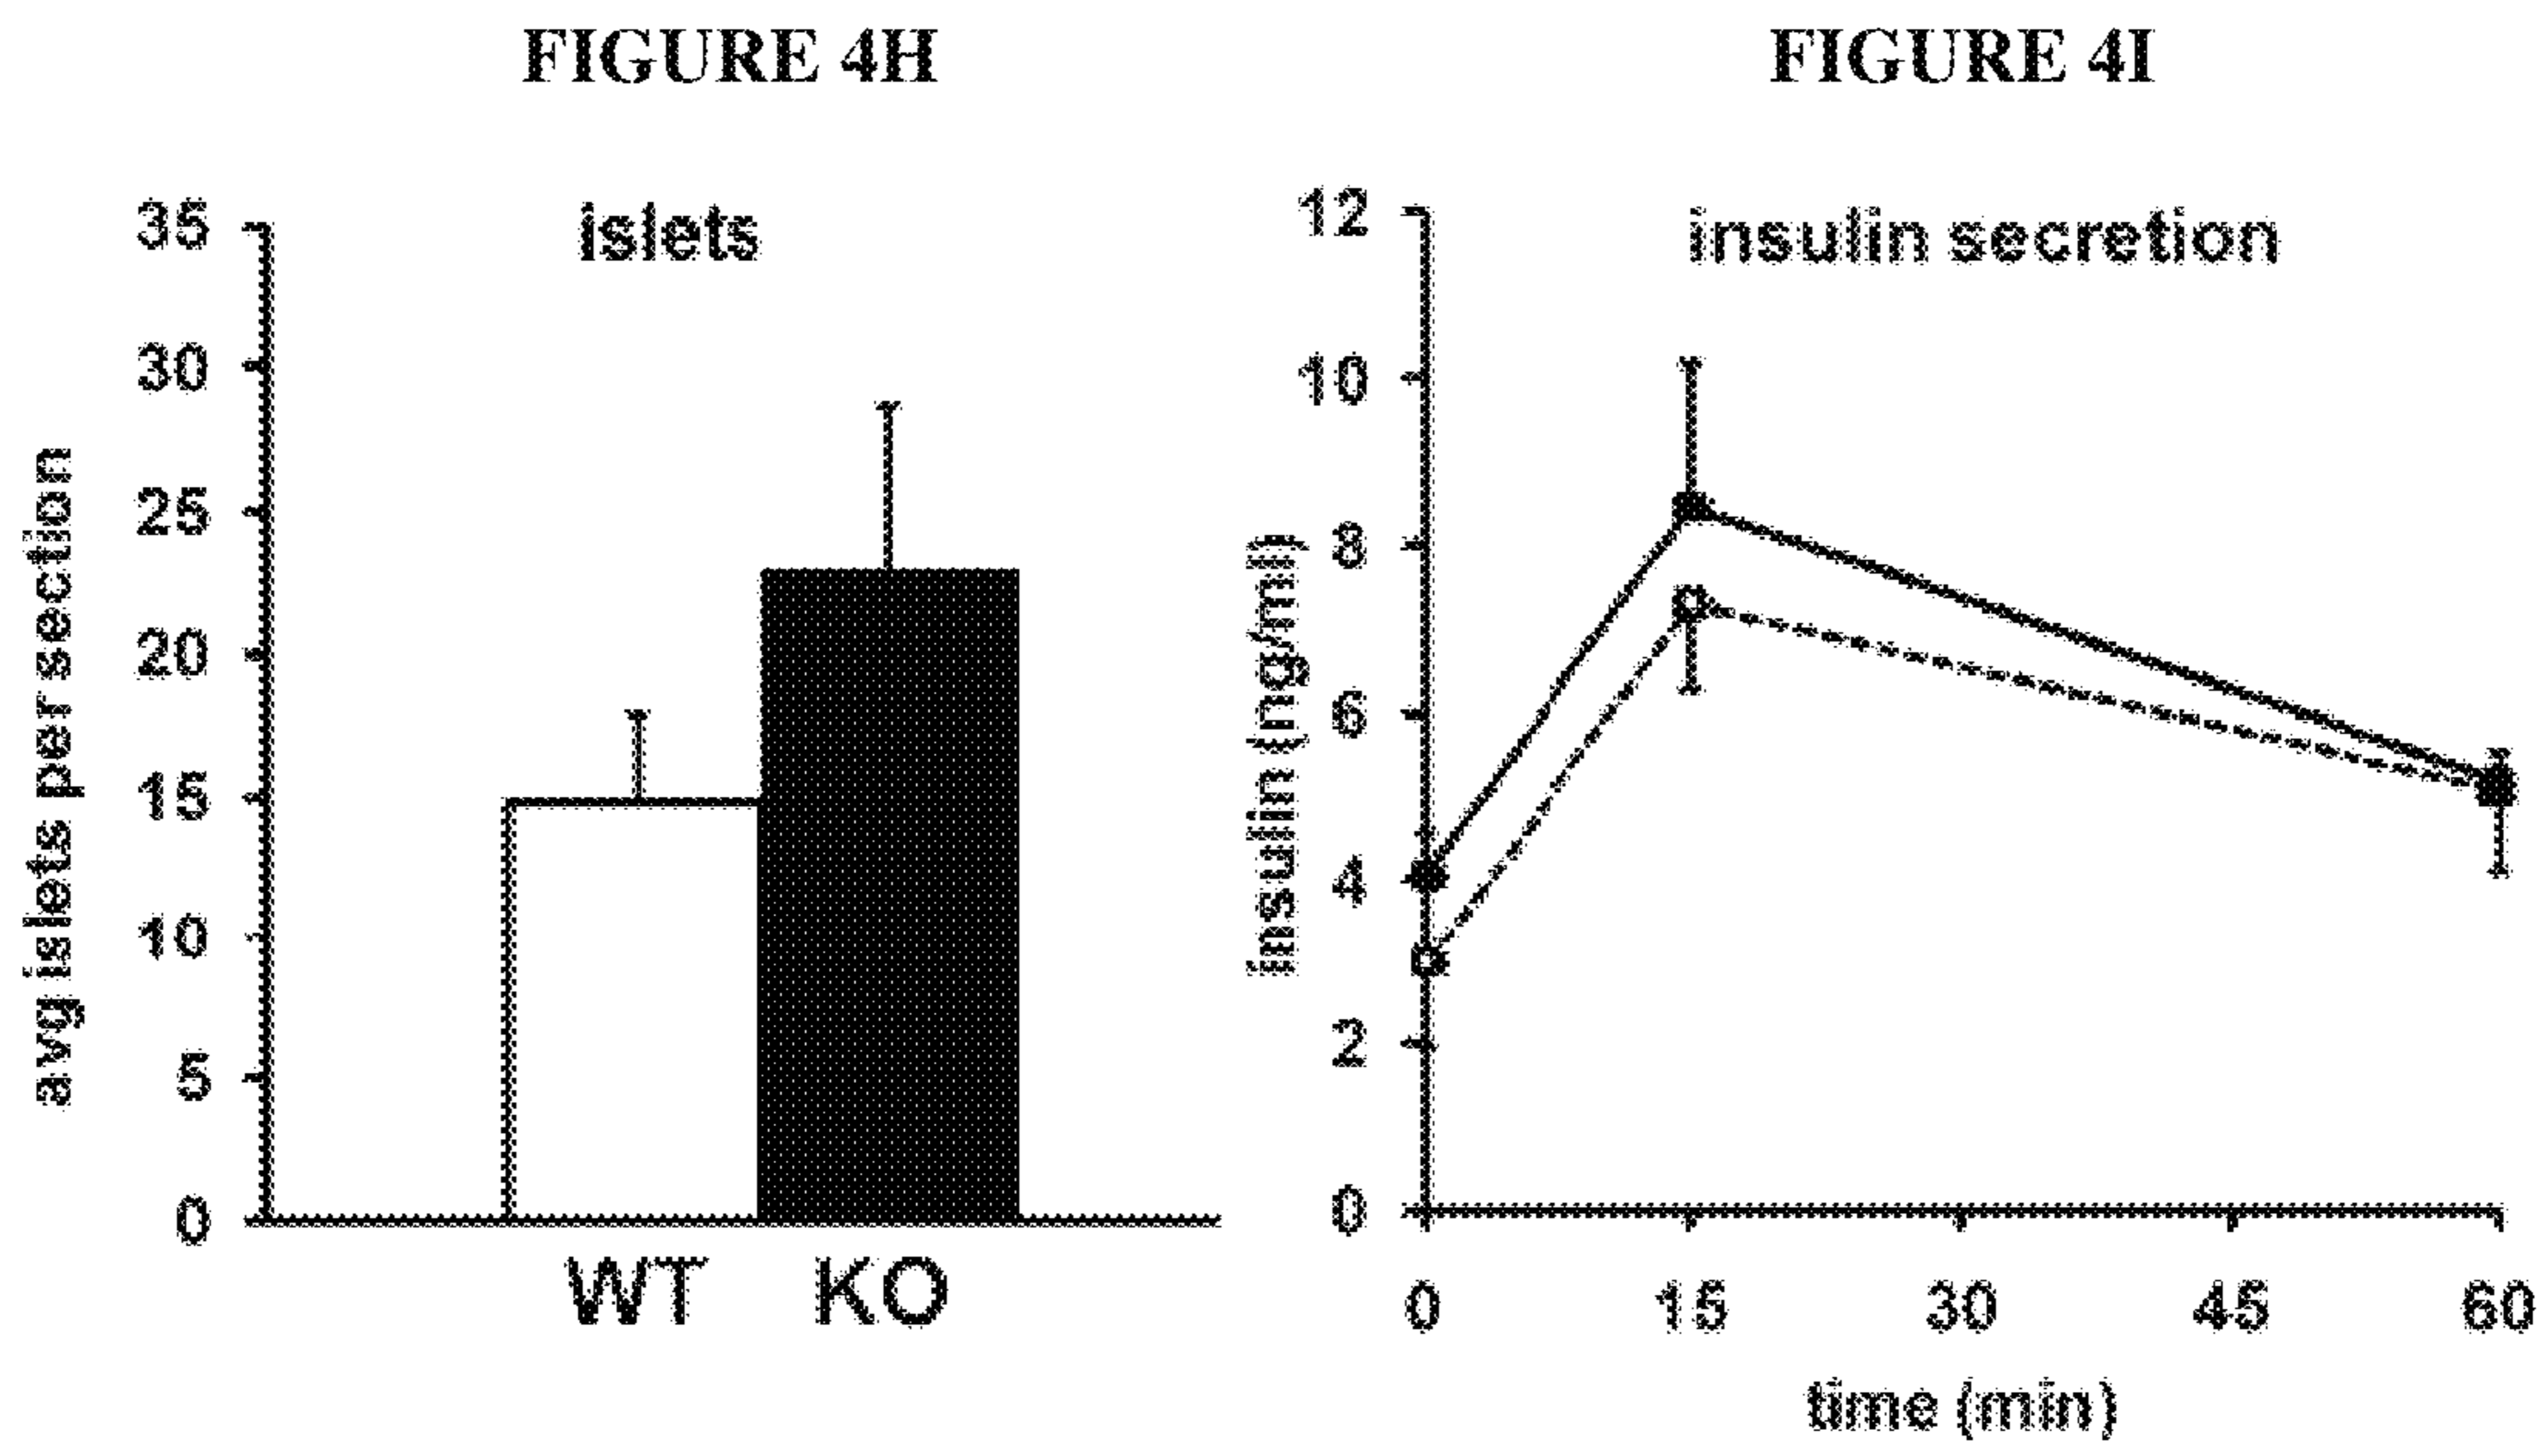 FIGURE 4H
islets
avg islets per section
35
30
25
20
15
10
5
0
WT KO
FIGURE 4I
insulin secretion
insulin (ng/ml)
12
10
8
6
4
2
0
0 15 30 45 60
time (min)